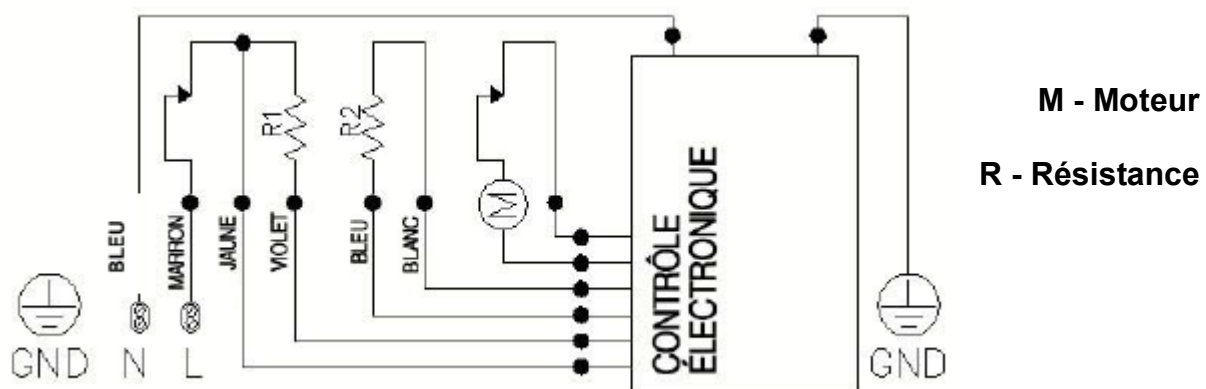 M - Moteur
R - Résistance
R1
R2
M
BLEU
MARRON
JAUNE
VIOLET
BLEU
BLANC
CONTRÔLE
ÉLECTRONIQUE
GND
N
L
GND